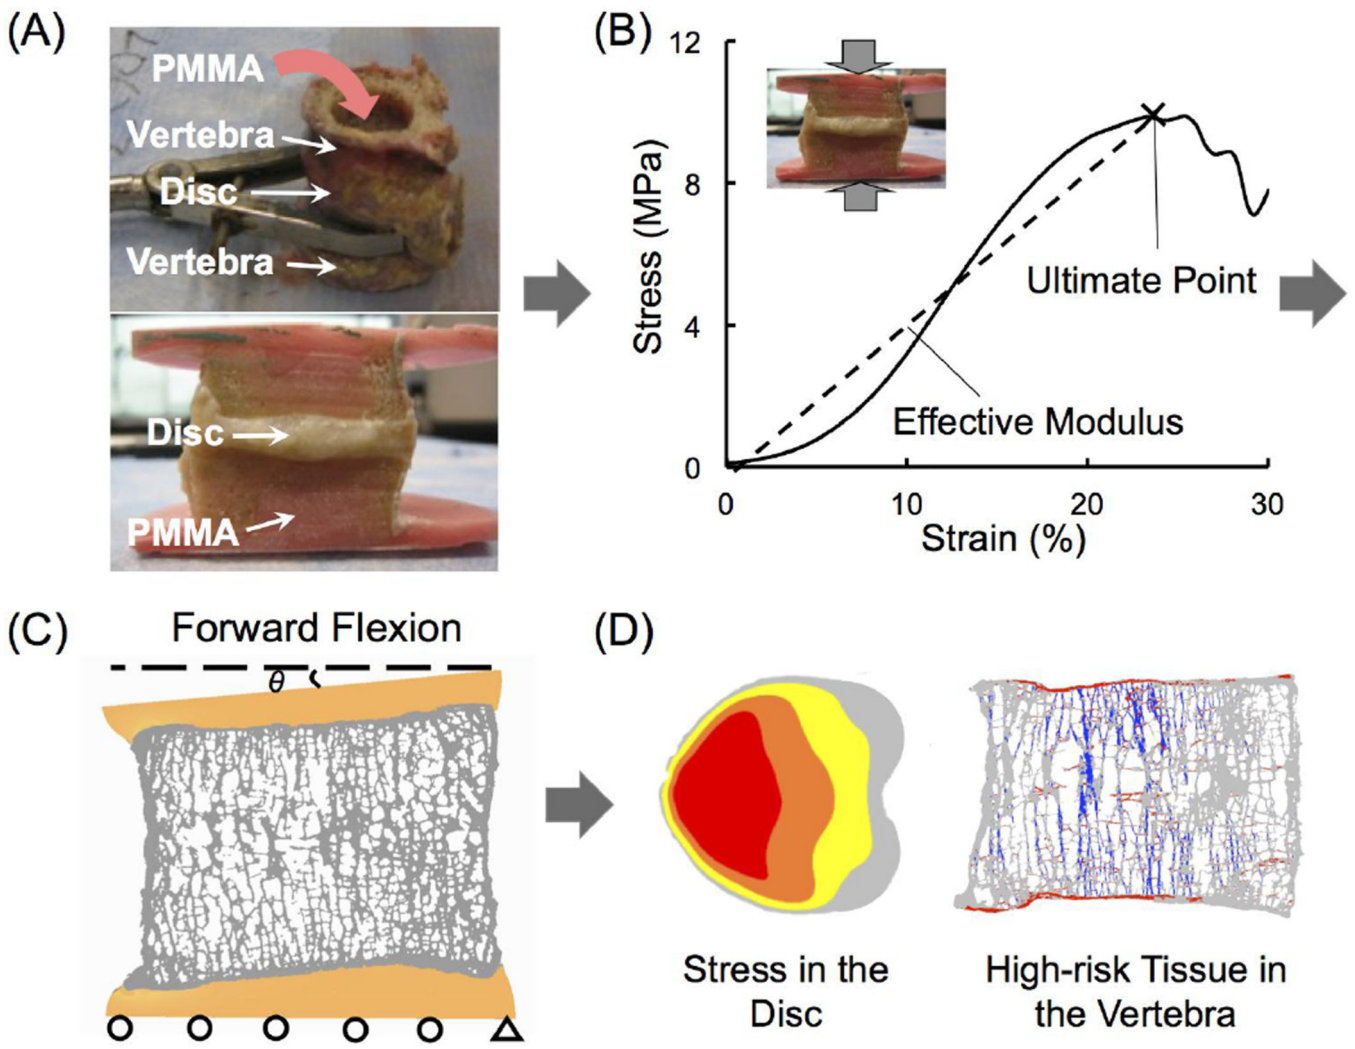 (A)
PMMA
Vertebra
Disc
Vertebra
Disc
PMMA
(B)
12
8
4
0
Stress (MPa)
0 10 20 30
Strain (%)
Ultimate Point
Effective Modulus
(C)
Forward Flexion
θ
(D)
Stress in the
Disc
High-risk Tissue in
the Vertebra